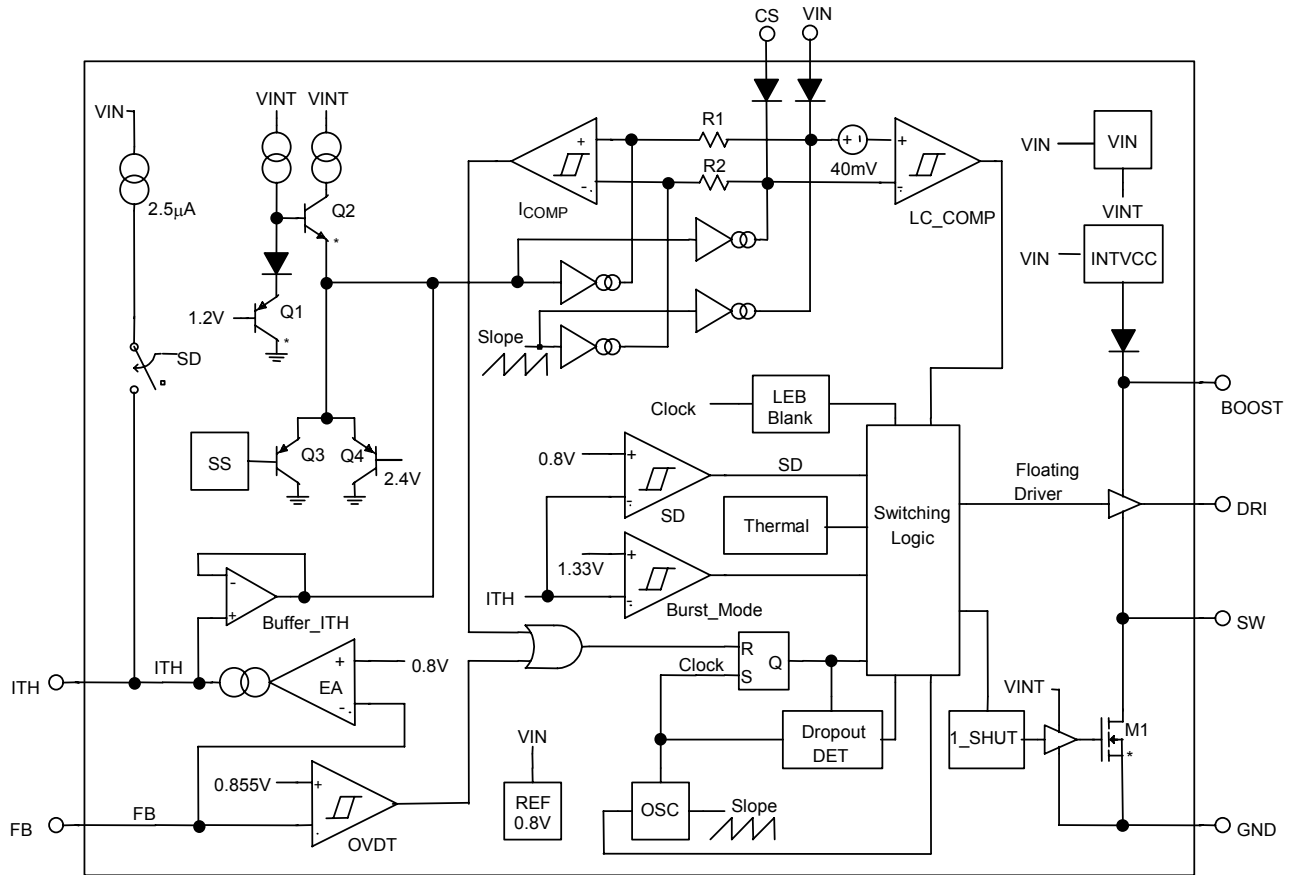 CS VIN
VINT VINT
VIN
R1
VIN
VIN
R2
40mV
2.5µA
Q2
ICOMP
LC_COMP
VINT
*
VIN
INTVCC
Q1
1.2V
*
Slope
SD
LEB
Blank
Clock
BOOST
SS
Q3
Q4
2.4V
0.8V
SD
SD
Floating
Driver
Thermal
Switching
Logic
DRI
1.33V
ITH
Burst_Mode
Buffer_ITH
SW
ITH
ITH
EA
0.8V
Clock
R
S
Q
VINT
Dropout
DET
1_SHUT
M1
*
VIN
0.855V
REF
0.8V
OSC
Slope
FB
FB
OVDT
GND